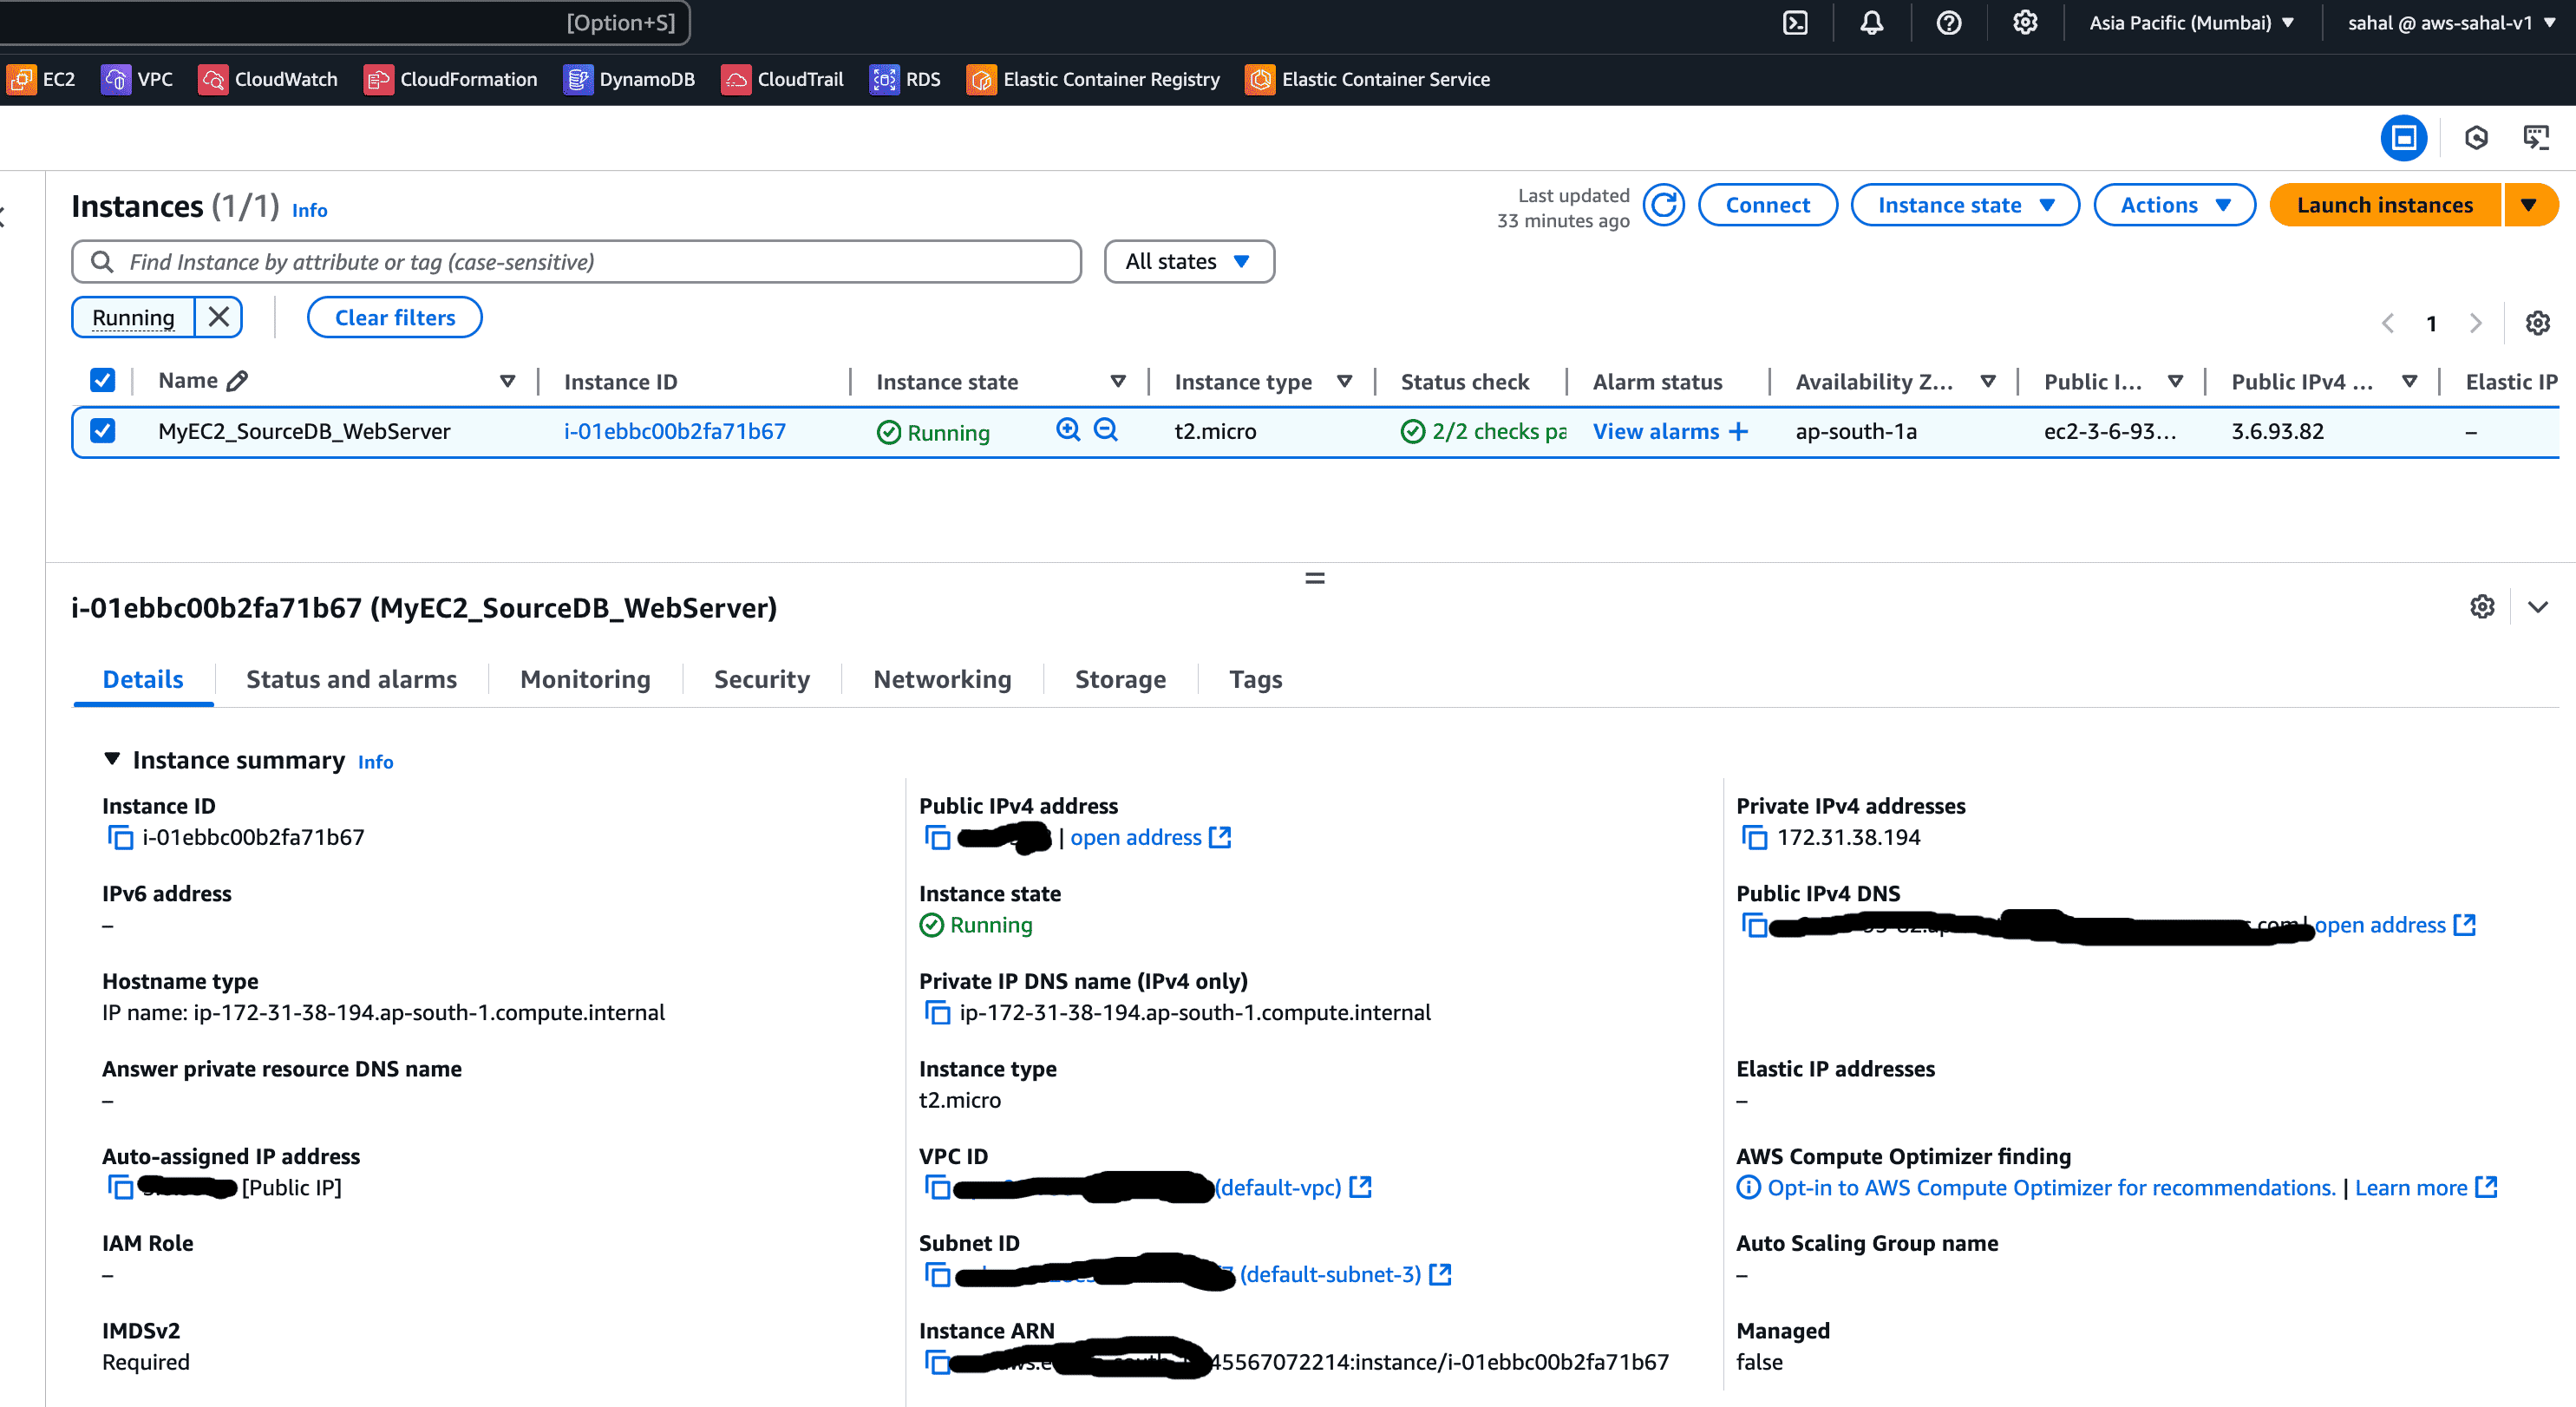 [Option+S]
Asia Pacific (Mumbai)
sahal @ aws-sahal-v1
EC2 VPC CloudWatch CloudFormation DynamoDB CloudTrail RDS Elastic Container Registry Elastic Container Service
Instances (1/1) Info
Last updated
33 minutes ago
Connect Instance state Actions Launch instances
Find Instance by attribute or tag (case-sensitive)
All states
Running
Clear filters
1
Name Instance ID Instance state Instance type Status check Alarm status Availability Z... Public I... Public IPv4 ... Elastic IP
MyEC2_SourceDB_WebServer i-01ebbc00b2fa71b67 Running t2.micro 2/2 checks pa View alarms + ap-south-1a ec2-3-6-93... 3.6.93.82 –
i-01ebbc00b2fa71b67 (MyEC2_SourceDB_WebServer)
Details Status and alarms Monitoring Security Networking Storage Tags
Instance summary Info
Instance ID
i-01ebbc00b2fa71b67
Public IPv4 address
| open address
Private IPv4 addresses
172.31.38.194
IPv6 address
–
Instance state
Running
Public IPv4 DNS
open address
Hostname type
IP name: ip-172-31-38-194.ap-south-1.compute.internal
Private IP DNS name (IPv4 only)
ip-172-31-38-194.ap-south-1.compute.internal
Answer private resource DNS name
–
Instance type
t2.micro
Elastic IP addresses
–
Auto-assigned IP address
[Public IP]
VPC ID
(default-vpc)
AWS Compute Optimizer finding
Opt-in to AWS Compute Optimizer for recommendations. | Learn more
IAM Role
–
Subnet ID
(default-subnet-3)
Auto Scaling Group name
–
IMDSv2
Required
Instance ARN
45567072214:instance/i-01ebbc00b2fa71b67
Managed
false